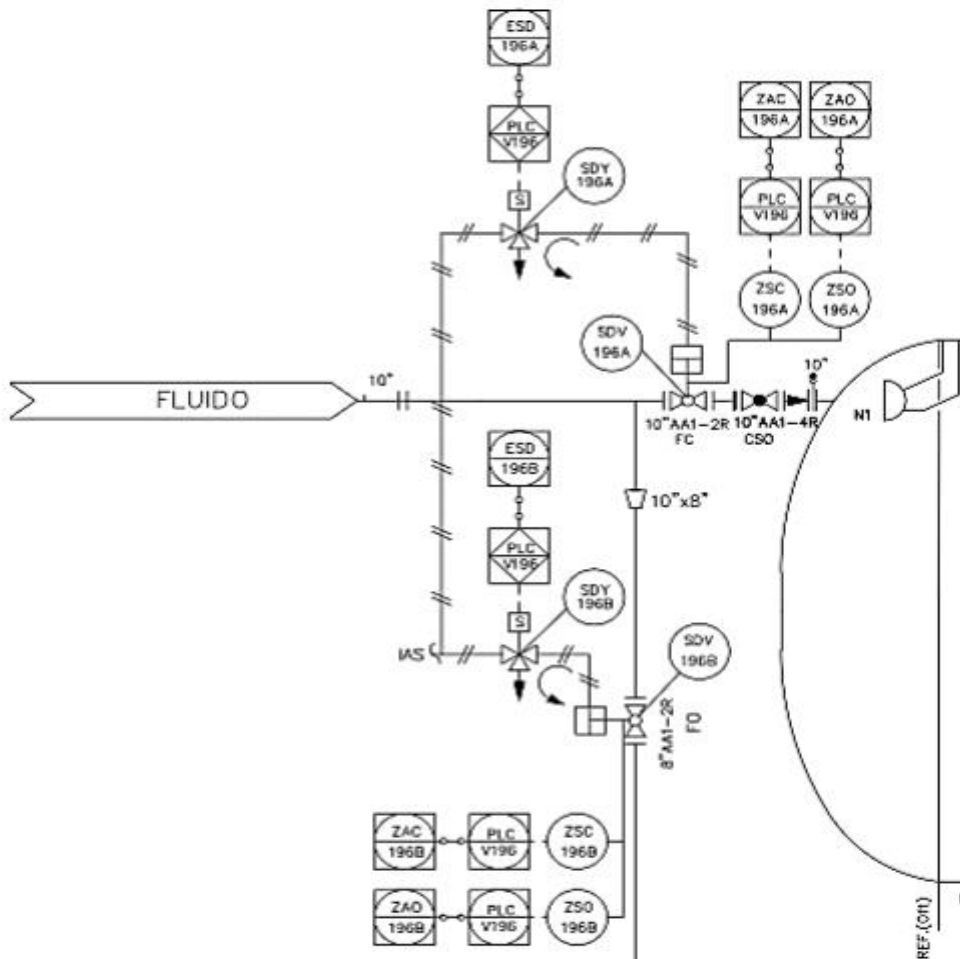 ESD
196A
PLC
V196
S
SDY
196A
ZAC
196A
ZAO
196A
PLC
V196
PLC
V196
ZSC
196A
ZSO
196A
SDV
196A
FLUIDO
10"
10"
N1
10"AA1-2R
FC
10"AA1-4R
CSO
ESD
196B
10"x8"
PLC
V196
S
SDY
196B
IAS
SDV
196B
8"AA1-2R
FO
ZAC
196B
PLC
V196
ZSC
196B
ZAO
196B
PLC
V196
ZSO
196B
REF.(0ft)